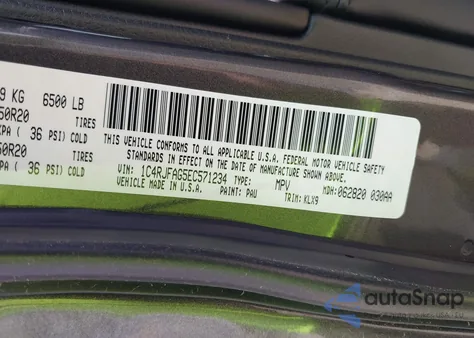 9 KG 6500 LB
50R20 TIRES
KPA ( 36 PSI) COLD
50R20 TIRES
( 36 PSI) COLD
THIS VEHICLE CONFORMS TO ALL APPLICABLE U.S.A. FEDERAL MOTOR VEHICLE SAFETY
STANDARDS IN EFFECT ON THE DATE OF MANUFACTURE SHOWN ABOVE.
VIN: 1C4RJFAG5EC571234 TYPE: MPV MDH: 062820 030AA
VEHICLE MADE IN U.S.A. PAINT: PAU TRIM: KLX9
autoSnap